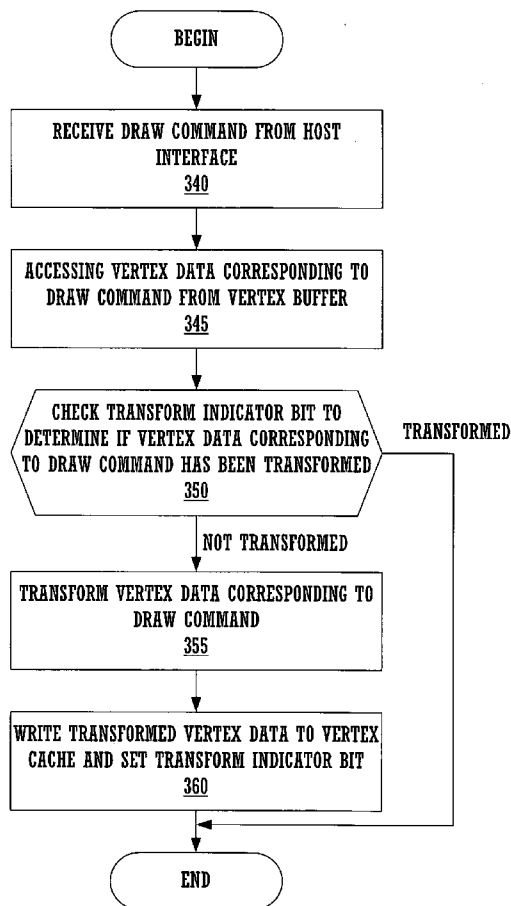 BEGIN
RECEIVE DRAW COMMAND FROM HOST
INTERFACE
340
ACCESSING VERTEX DATA CORRESPONDING TO
DRAW COMMAND FROM VERTEX BUFFER
345
CHECK TRANSFORM INDICATOR BIT TO
DETERMINE IF VERTEX DATA CORRESPONDING
TO DRAW COMMAND HAS BEEN TRANSFORMED
350
TRANSFORMED
NOT TRANSFORMED
TRANSFORM VERTEX DATA CORRESPONDING TO
DRAW COMMAND
355
WRITE TRANSFORMED VERTEX DATA TO VERTEX
CACHE AND SET TRANSFORM INDICATOR BIT
360
END